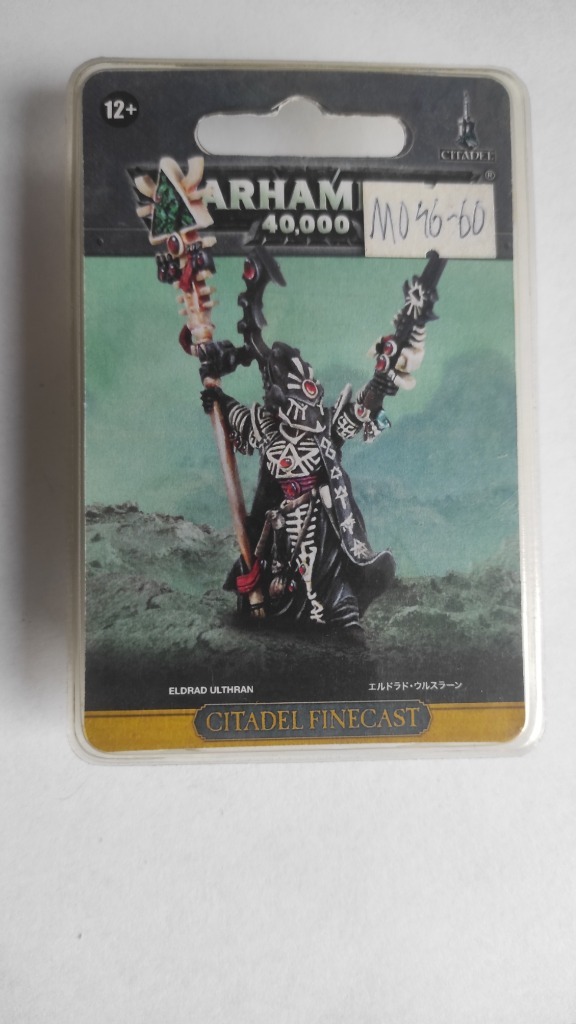 12+
CITADEL
ARHAM
®
40,000
M046-60
ELDRAD ULTHRAN
エルドラド・ウルスラーン
CITADEL FINECAST